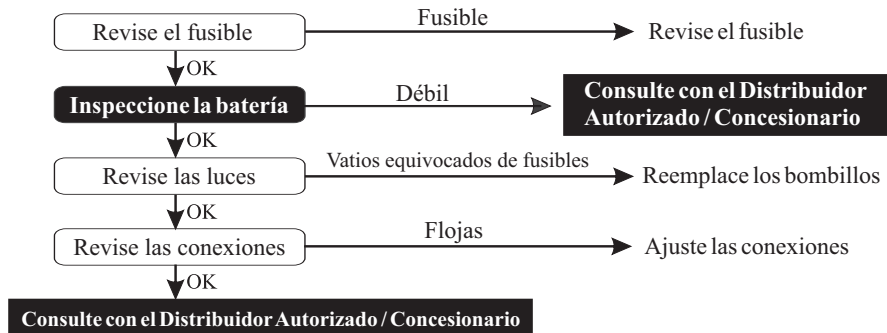 Revise el fusible
Fusible
Revise el fusible
OK
Inspeccione la batería
Débil
Consulte con el Distribuidor
Autorizado / Concesionario
OK
Revise las luces
Vatios equivocados de fusibles
Reemplace los bombillos
OK
Revise las conexiones
Flojas
Ajuste las conexiones
OK
Consulte con el Distribuidor Autorizado / Concesionario